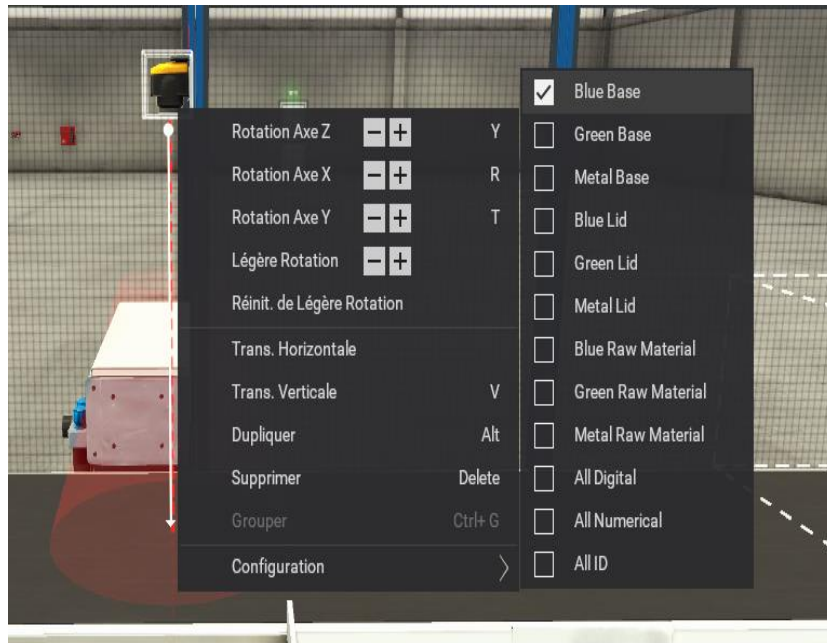 Rotation Axe Z - + Y
Rotation Axe X - + R
Rotation Axe Y - + T
Légère Rotation - +
Réinit. de Légère Rotation
Trans. Horizontale
Trans. Verticale V
Dupliquer Alt
Supprimer Delete
Grouper Ctrl+ G
Configuration
Blue Base
Green Base
Metal Base
Blue Lid
Green Lid
Metal Lid
Blue Raw Material
Green Raw Material
Metal Raw Material
All Digital
All Numerical
All ID